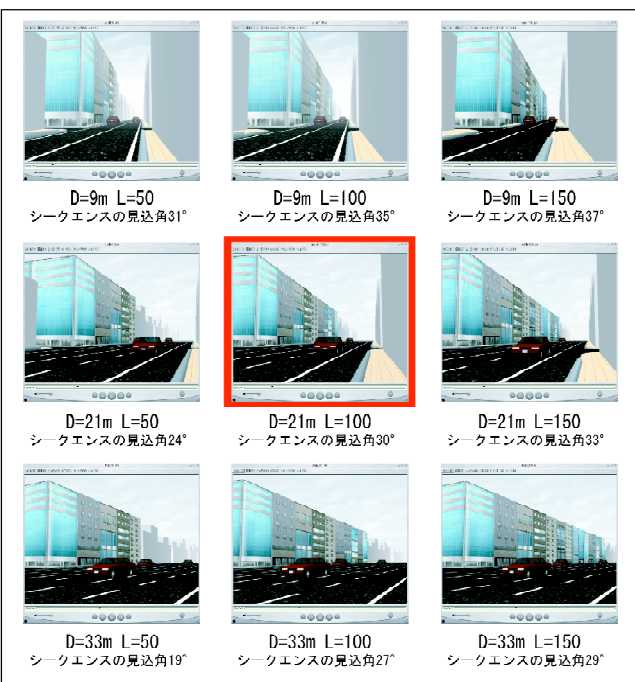 D=9m L=50
シークエンスの見込角31°
D=9m L=100
シークエンスの見込角35°
D=9m L=150
シークエンスの見込角37°
D=21m L=50
シークエンスの見込角24°
D=21m L=100
シークエンスの見込角30°
D=21m L=150
シークエンスの見込角33°
D=33m L=50
シークエンスの見込角19°
D=33m L=100
シークエンスの見込角27°
D=33m L=150
シークエンスの見込角29°